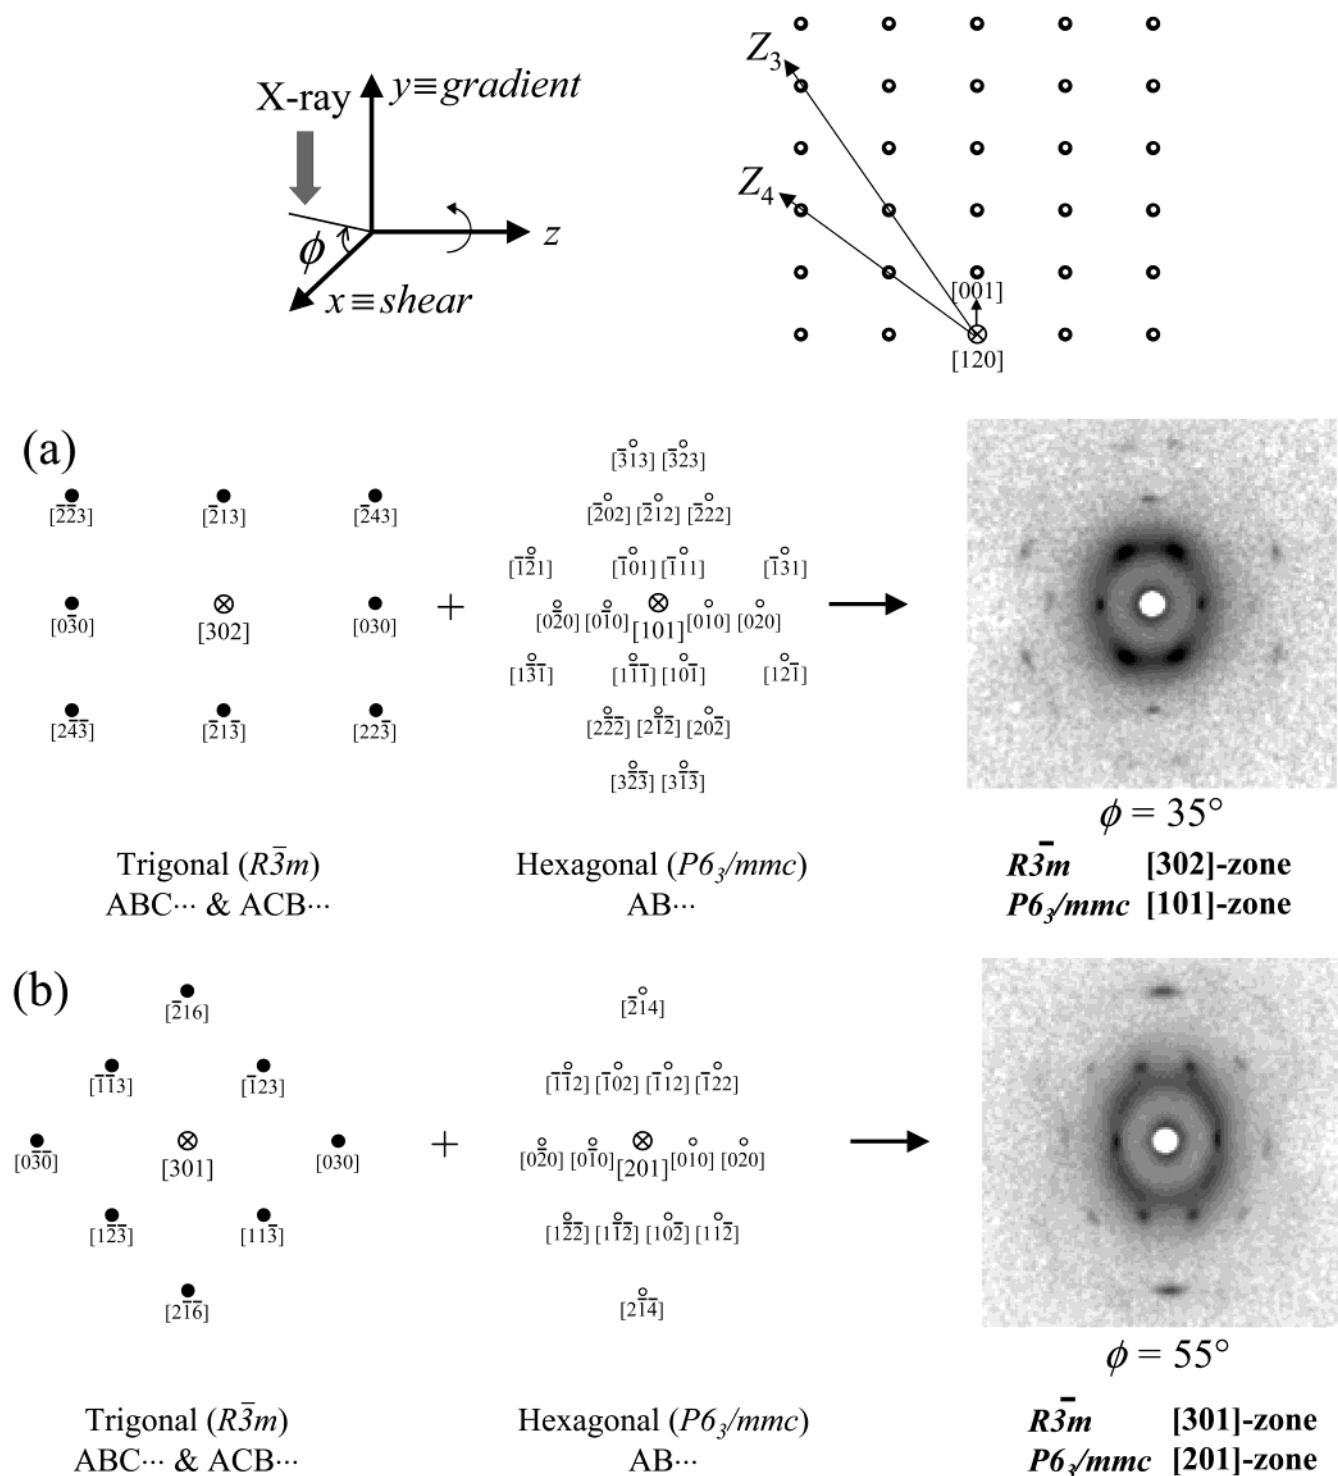 X-ray
y≡gradient
z
ϕ
x≡shear
Z₃
Z₄
[001]
[120]
(a)
[2̄2̄3] [2̄13] [2̄43]
[03̄0] [302] [030]
[24̄3̄] [2̄13̄] [223̄]
+
[3̄13] [3̄23]
[2̄02] [2̄12] [2̄22]
[1̄2̄1] [1̄01] [1̄11] [1̄31]
[02̄0] [01̄0] [101] [010] [020]
[13̄1̄] [11̄1̄] [101̄] [121̄]
[22̄2̄] [21̄2̄] [202̄]
[32̄3̄] [31̄3̄]
ϕ = 35°
Trigonal (R3̄m)
ABC··· & ACB···
Hexagonal (P6₃/mmc)
AB···
R3̄m [302]-zone
P6₃/mmc [101]-zone
(b)
[2̄16]
[1̄1̄3] [1̄23]
[03̄0̄] [301] [030]
[12̄3̄] [113̄]
[21̄6̄]
+
[2̄14]
[1̄1̄2] [1̄02] [1̄12] [1̄22]
[02̄0] [01̄0] [201] [010] [020]
[12̄2̄] [11̄2̄] [102̄] [112̄]
[21̄4̄]
ϕ = 55°
Trigonal (R3̄m)
ABC··· & ACB···
Hexagonal (P6₃/mmc)
AB···
R3̄m [301]-zone
P6₃/mmc [201]-zone